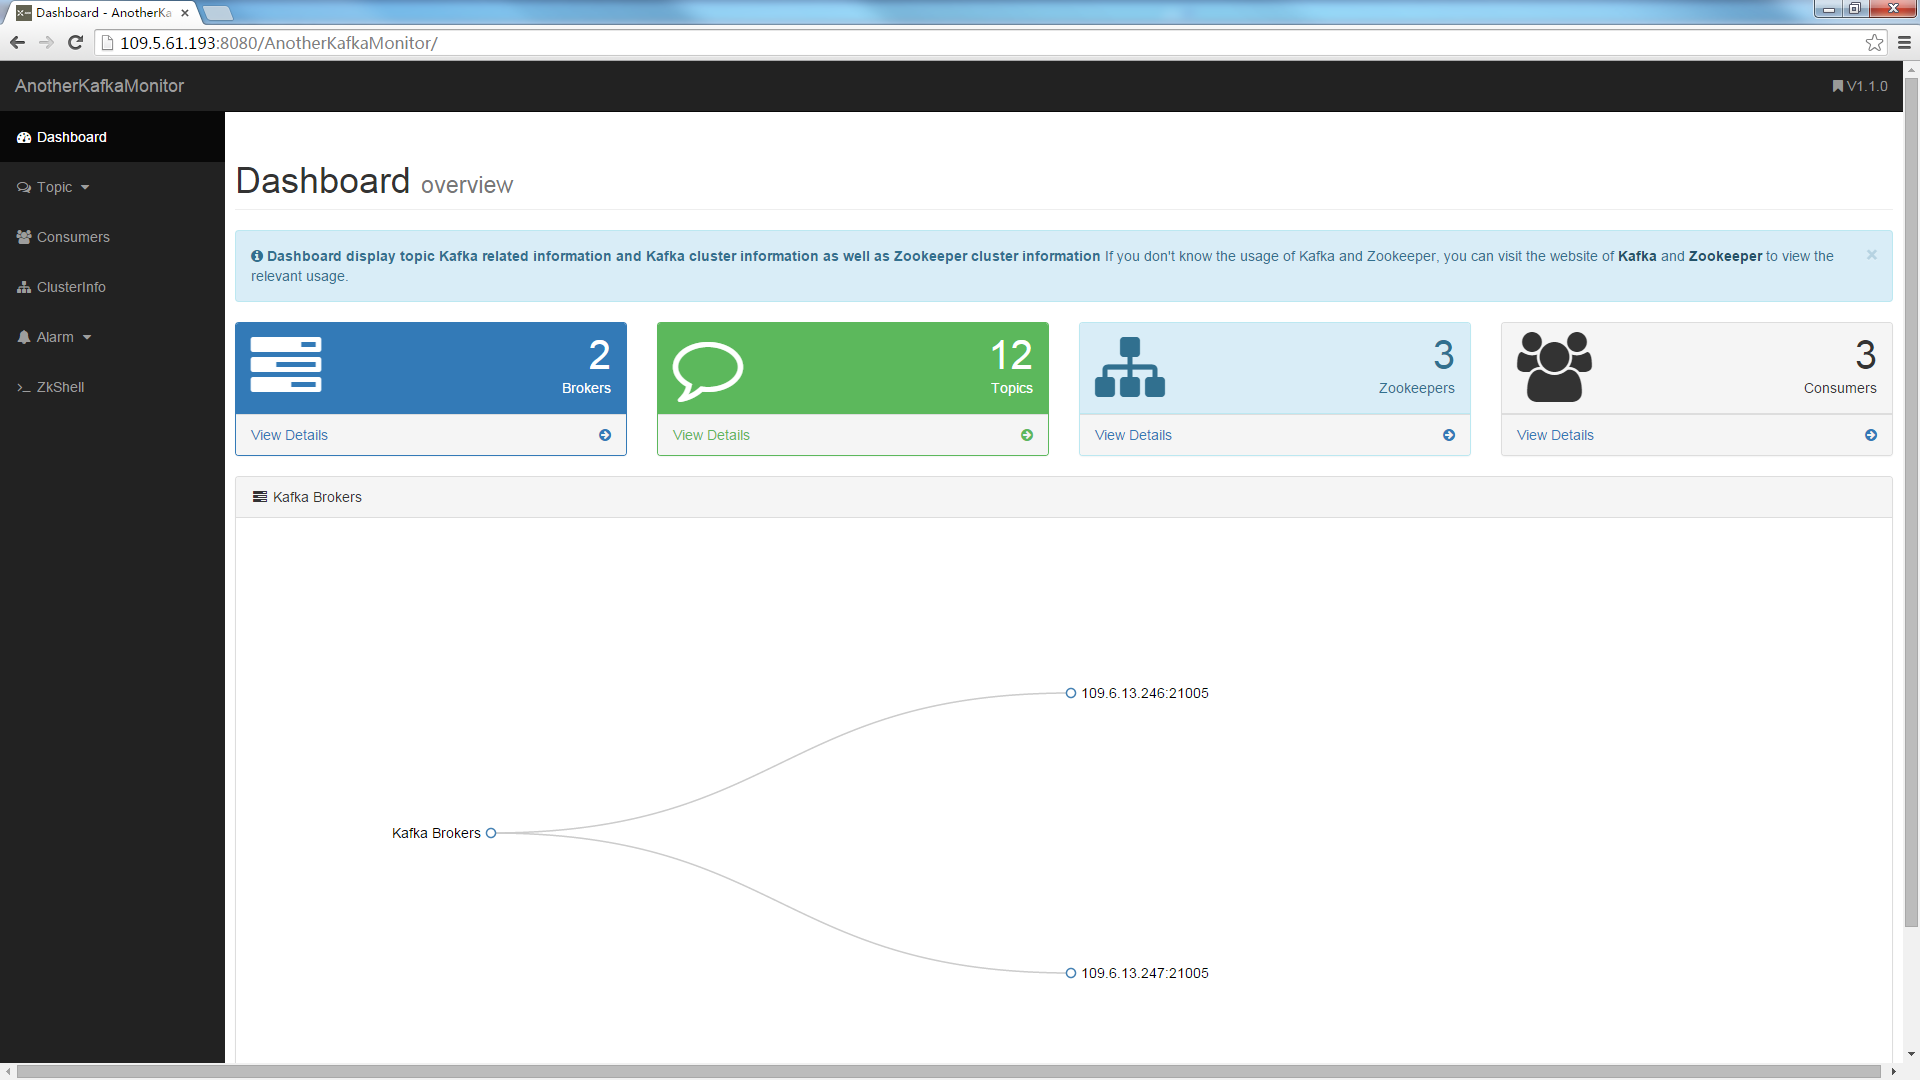 Dashboard - AnotherKa
109.5.61.193:8080/AnotherKafkaMonitor/
AnotherKafkaMonitor
V1.1.0
Dashboard
Topic
Consumers
ClusterInfo
Alarm
ZkShell
Dashboard overview
Dashboard display topic Kafka related information and Kafka cluster information as well as Zookeeper cluster information If you don't know the usage of Kafka and Zookeeper, you can visit the website of Kafka and Zookeeper to view the
relevant usage.
×
2
Brokers
View Details
12
Topics
View Details
3
Zookeepers
View Details
3
Consumers
View Details
Kafka Brokers
109.6.13.246:21005
Kafka Brokers
109.6.13.247:21005